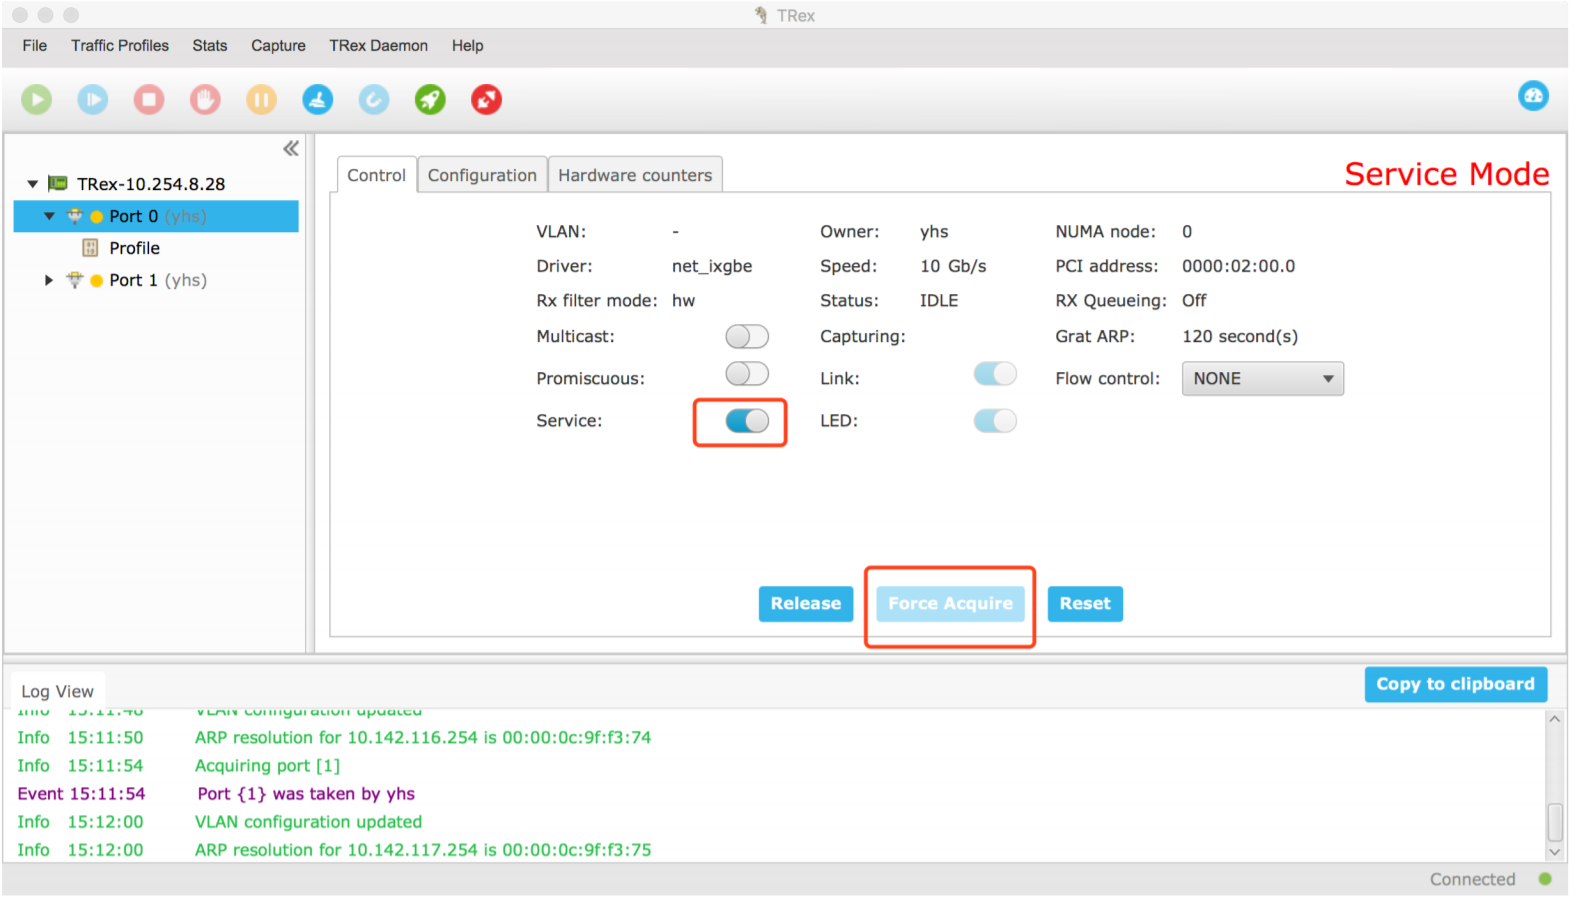 TRex
File Traffic Profiles Stats Capture TRex Daemon Help
TRex-10.254.8.28
Port 0 (yhs)
Profile
Port 1 (yhs)
Control Configuration Hardware counters
Service Mode
VLAN: - Owner: yhs NUMA node: 0
Driver: net_ixgbe Speed: 10 Gb/s PCI address: 0000:02:00.0
Rx filter mode: hw Status: IDLE RX Queueing: Off
Multicast: Capturing: Grat ARP: 120 second(s)
Promiscuous: Link: Flow control: NONE
Service: LED:
Release Force Acquire Reset
Log View
Copy to clipboard
Info 15:11:48 VLAN configuration updated
Info 15:11:50 ARP resolution for 10.142.116.254 is 00:00:0c:9f:f3:74
Info 15:11:54 Acquiring port [1]
Event 15:11:54 Port {1} was taken by yhs
Info 15:12:00 VLAN configuration updated
Info 15:12:00 ARP resolution for 10.142.117.254 is 00:00:0c:9f:f3:75
Connected